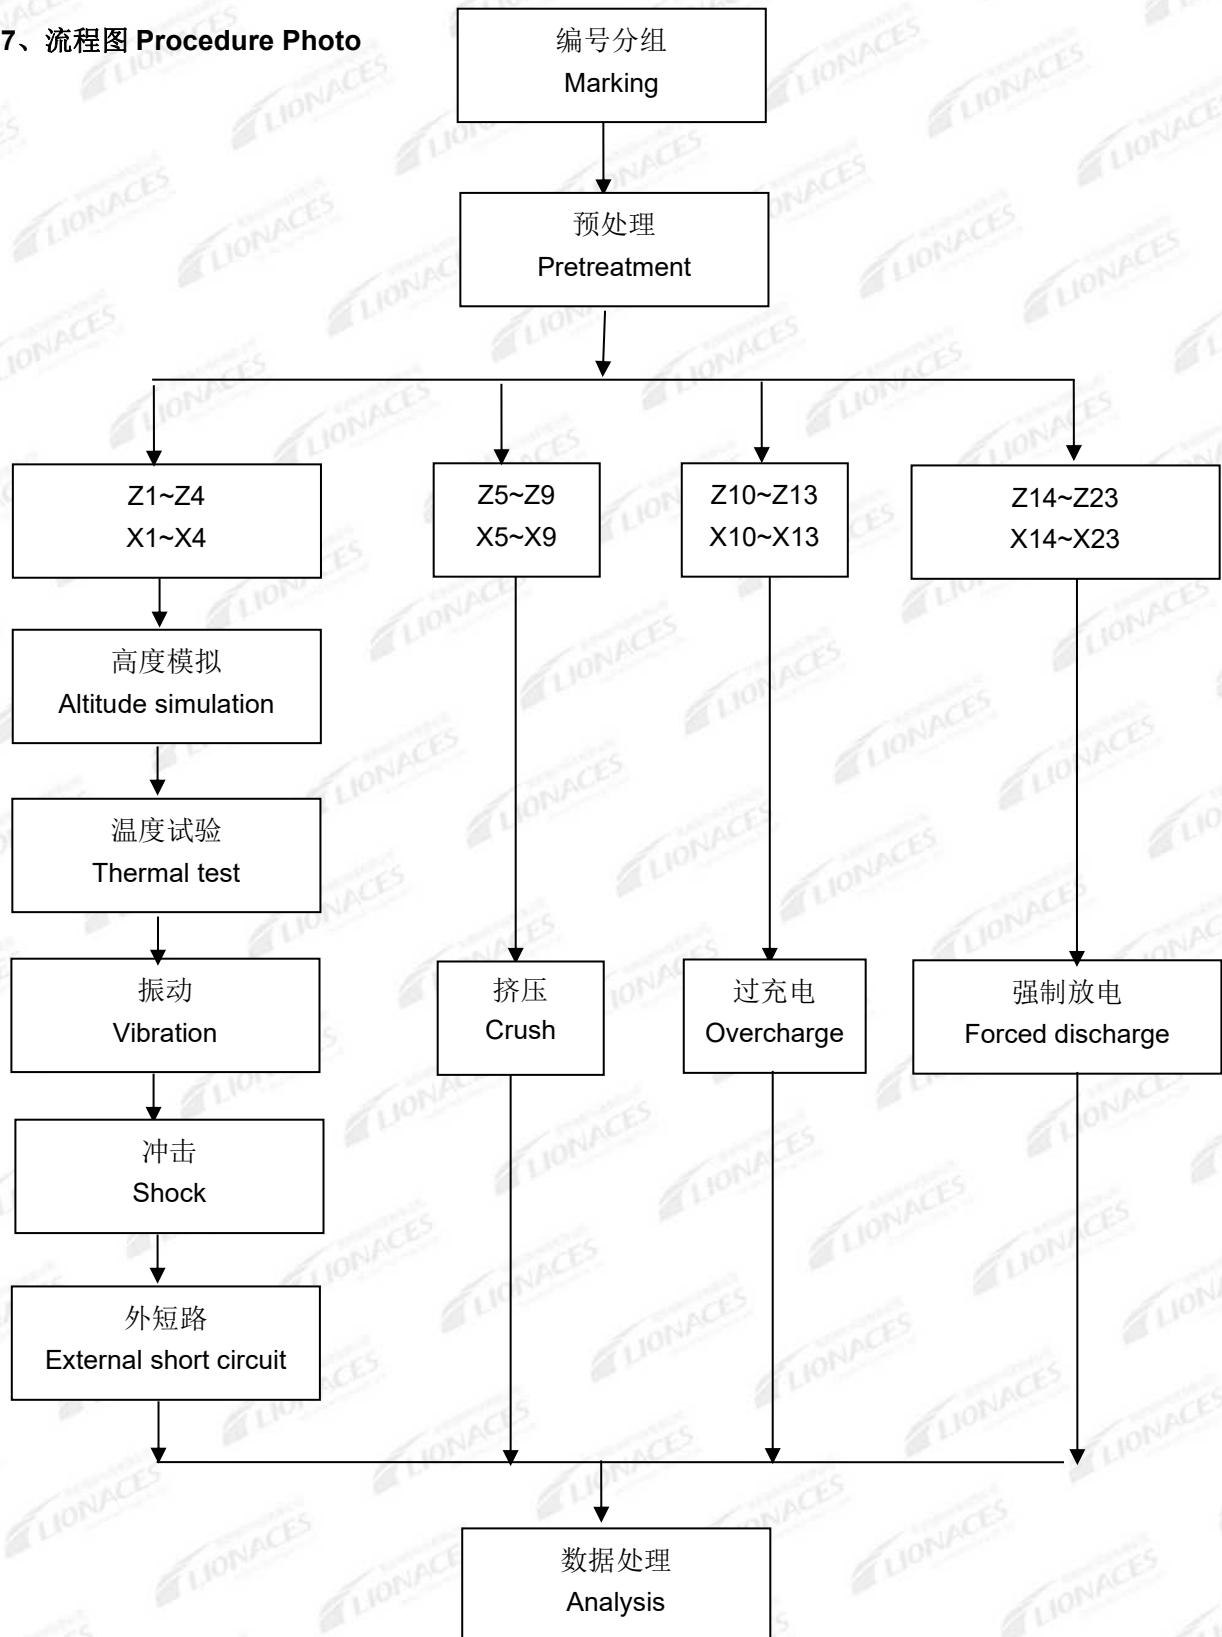 7、流程图 Procedure Photo
编号分组
Marking
预处理
Pretreatment
Z1~Z4
X1~X4
Z5~Z9
X5~X9
Z10~Z13
X10~X13
Z14~Z23
X14~X23
高度模拟
Altitude simulation
温度试验
Thermal test
振动
Vibration
挤压
Crush
过充电
Overcharge
强制放电
Forced discharge
冲击
Shock
外短路
External short circuit
数据处理
Analysis
LIONACES